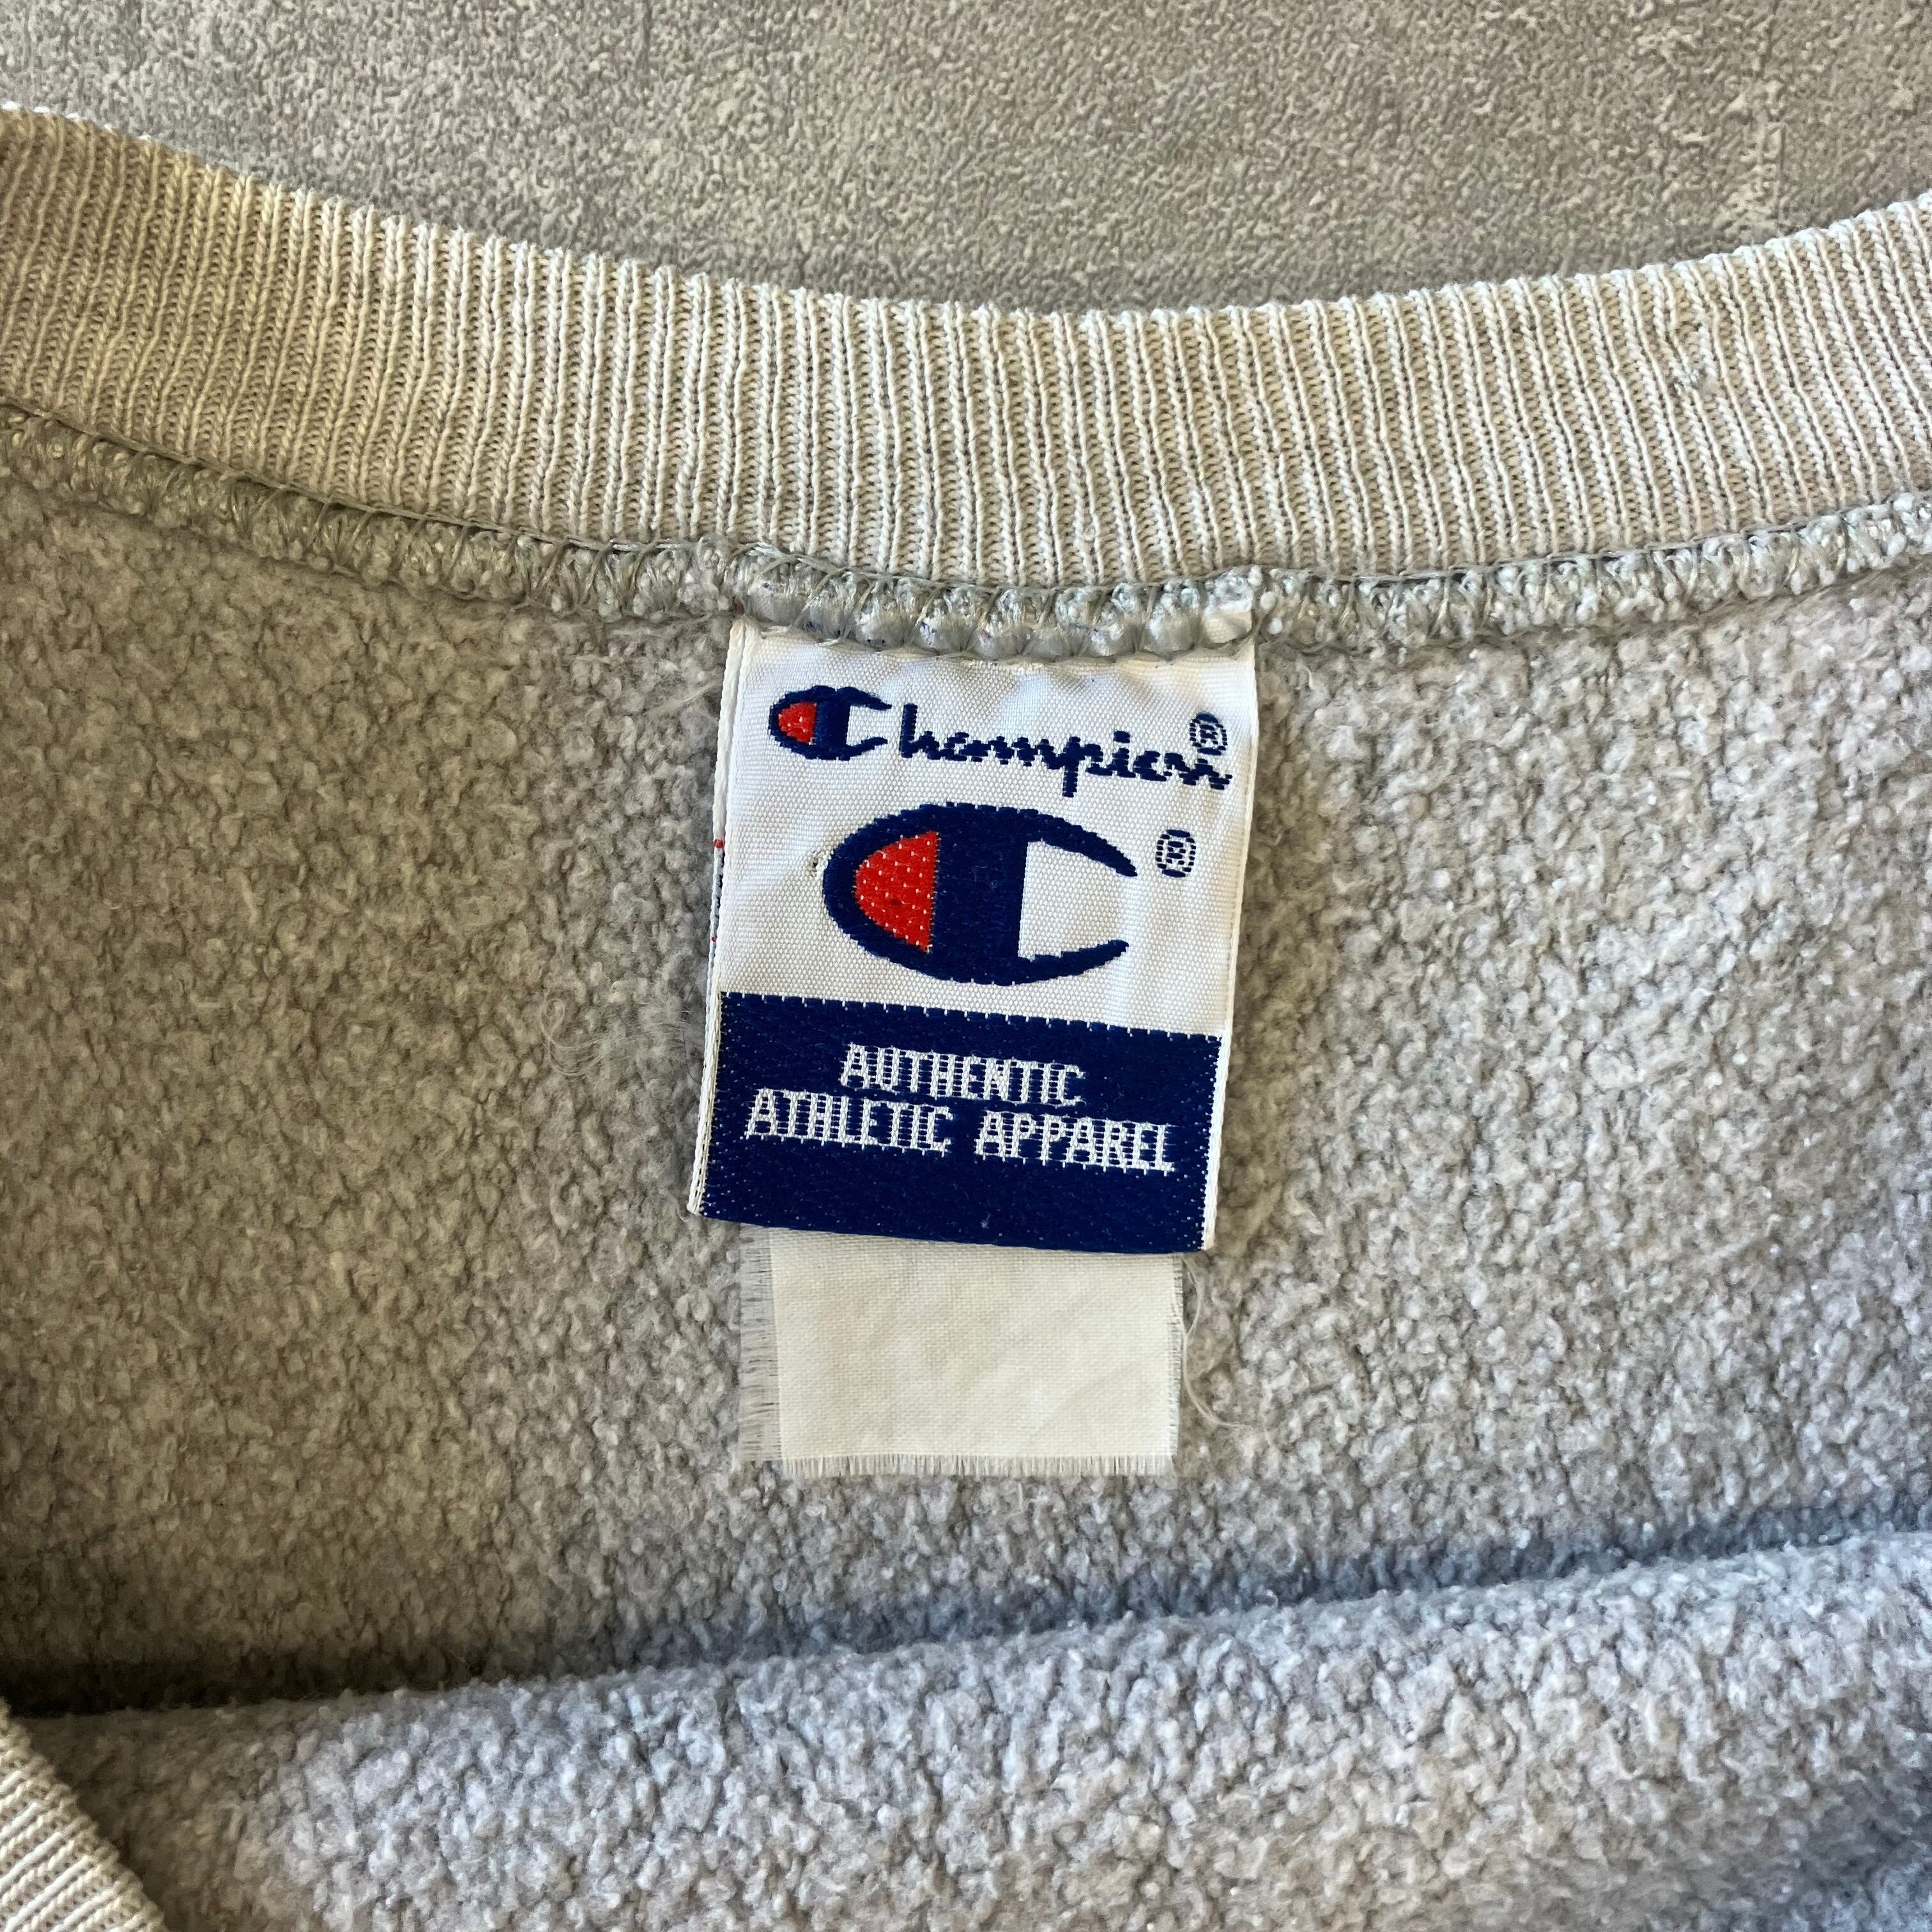 Champion®
C®
AUTHENTIC
ATHLETIC APPAREL